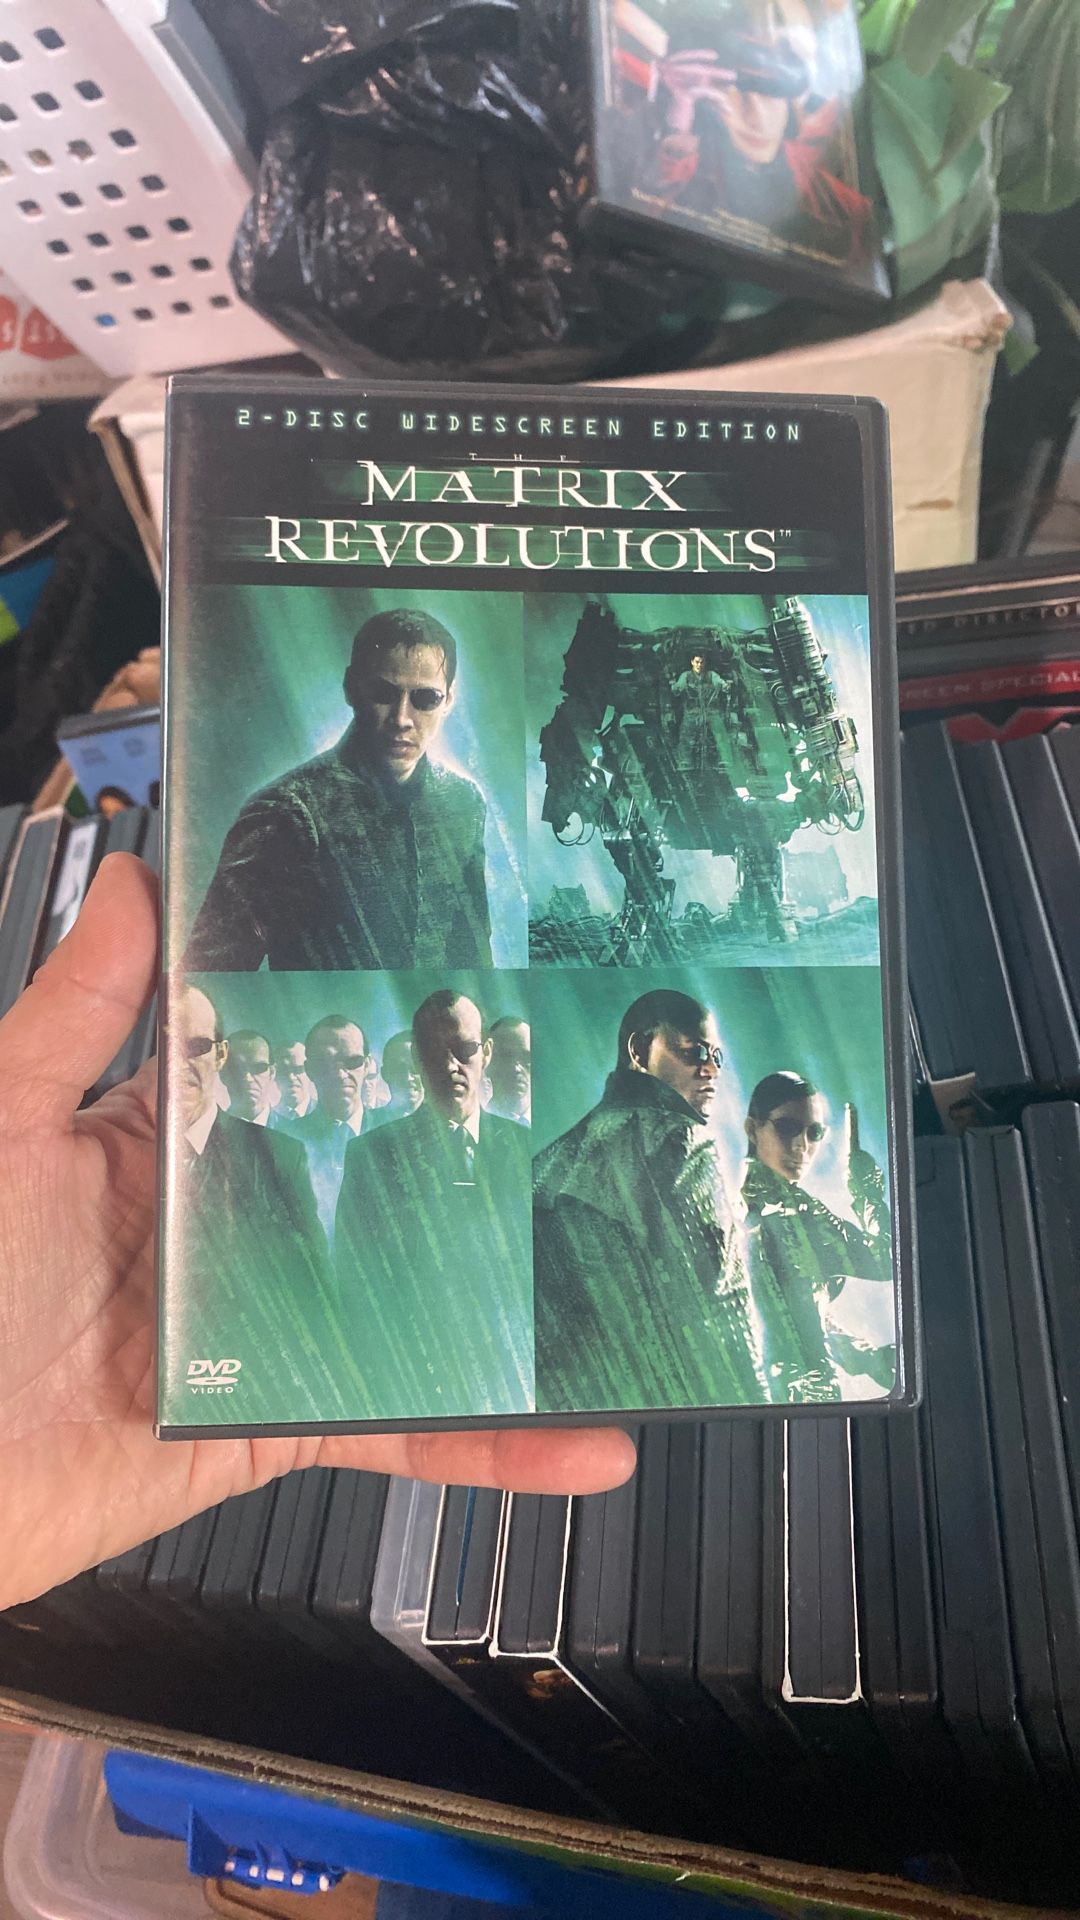 2-DISC WIDESCREEN EDITION
THE
MATRIX
REVOLUTIONS™
DVD
VIDEO